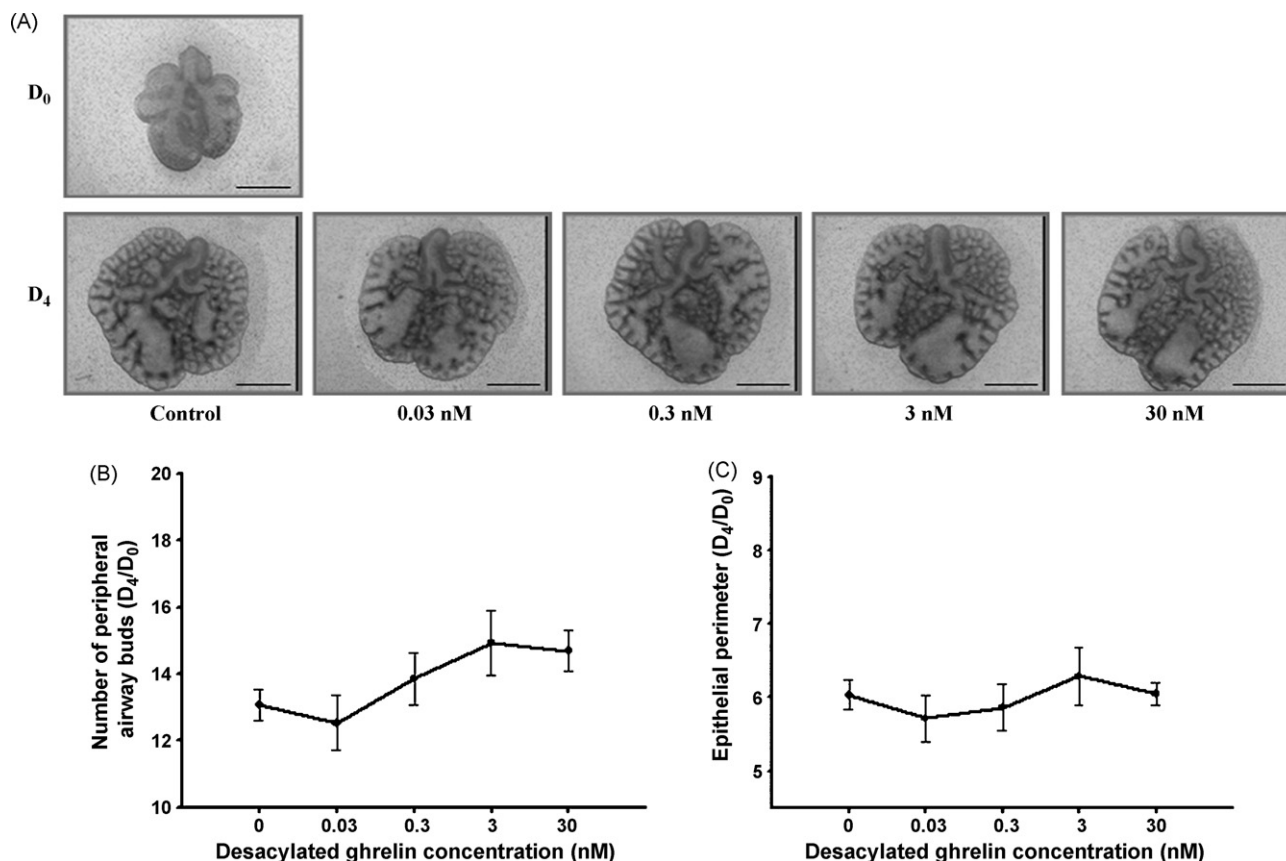 (A)
D₀
D₄
Control 0.03 nM 0.3 nM 3 nM 30 nM
(B)
Number of peripheral
airway buds (D₄/D₀)
20
18
16
14
12
10
0 0.03 0.3 3 30
Desacylated ghrelin concentration (nM)
(C)
Epithelial perimeter (D₄/D₀)
9
8
7
6
5
0 0.03 0.3 3 30
Desacylated ghrelin concentration (nM)